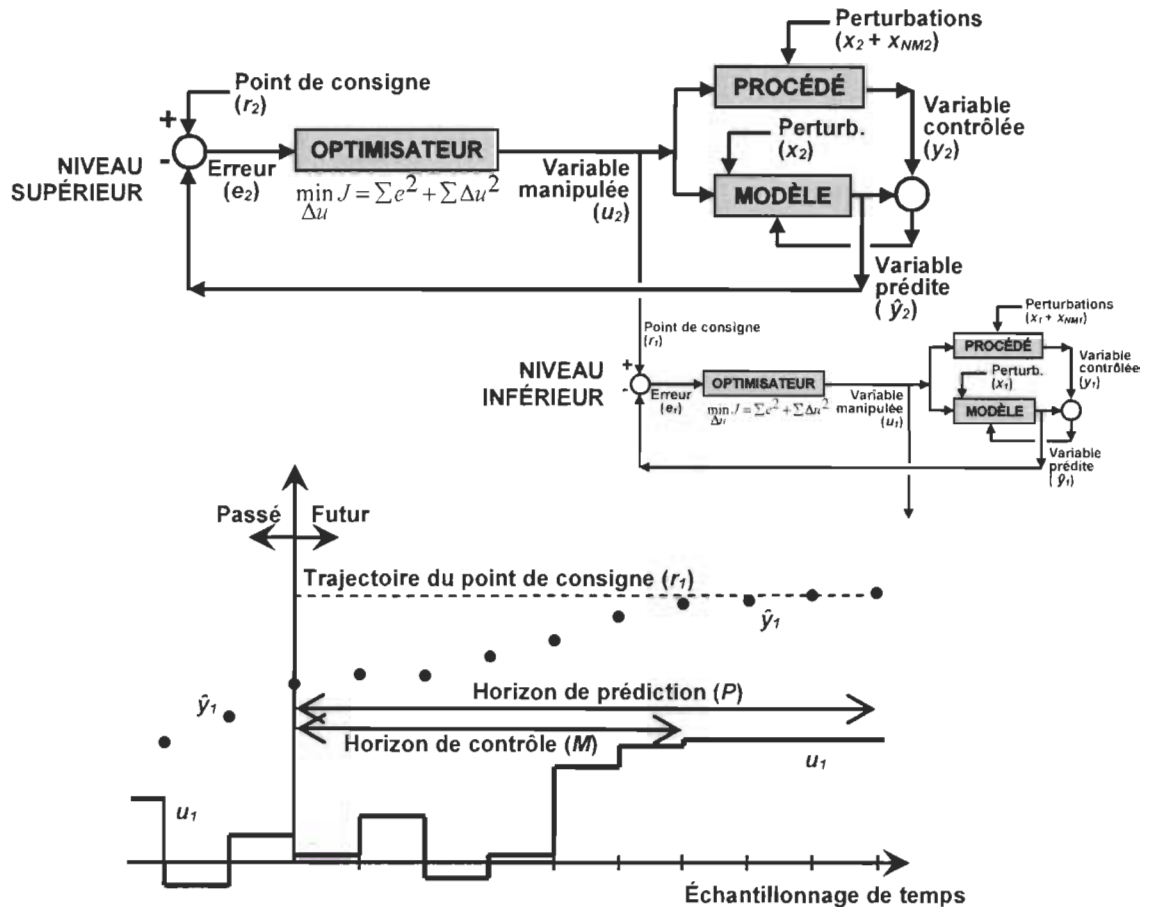 Perturbations
(x2 + xNM2)
Point de consigne
(r2)
PROCÉDÉ
Variable
contrôlée
(y2)
+
-
Perturb.
(x2)
NIVEAU
SUPÉRIEUR
Erreur
(e2)
OPTIMISATEUR
min J = Σe² + ΣΔu²
Δu
Variable
manipulée
(u2)
MODÈLE
Variable
prédite
(ŷ2)
Perturbations
(x1 + xNM1)
Point de consigne
(r1)
PROCÉDÉ
Variable
contrôlée
(y1)
+
-
Perturb.
(x1)
NIVEAU
INFÉRIEUR
Erreur
(e1)
OPTIMISATEUR
min J = Σe² + ΣΔu²
Δu
Variable
manipulée
(u1)
MODÈLE
Variable
prédite
(ŷ1)
Passé
Futur
Trajectoire du point de consigne (r1)
ŷ1
ŷ1
Horizon de prédiction (P)
Horizon de contrôle (M)
u1
u1
Échantillonnage de temps